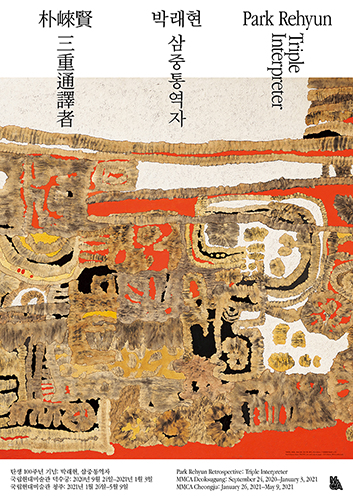 朴崍賢
三重通譯者
박래현
삼중통역자
Park Rehyun
Triple
Interpreter
탄생 100주년 기념: 박래현, 삼중통역자
국립현대미술관 덕수궁: 2020년 9월 24일–2021년 1월 3일
국립현대미술관 청주: 2021년 1월 26일–5월 9일
Park Rehyun Retrospective: Triple Interpreter
MMCA Deoksugung: September 24, 2020–January 3, 2021
MMCA Cheongju: January 26, 2021–May 9, 2021